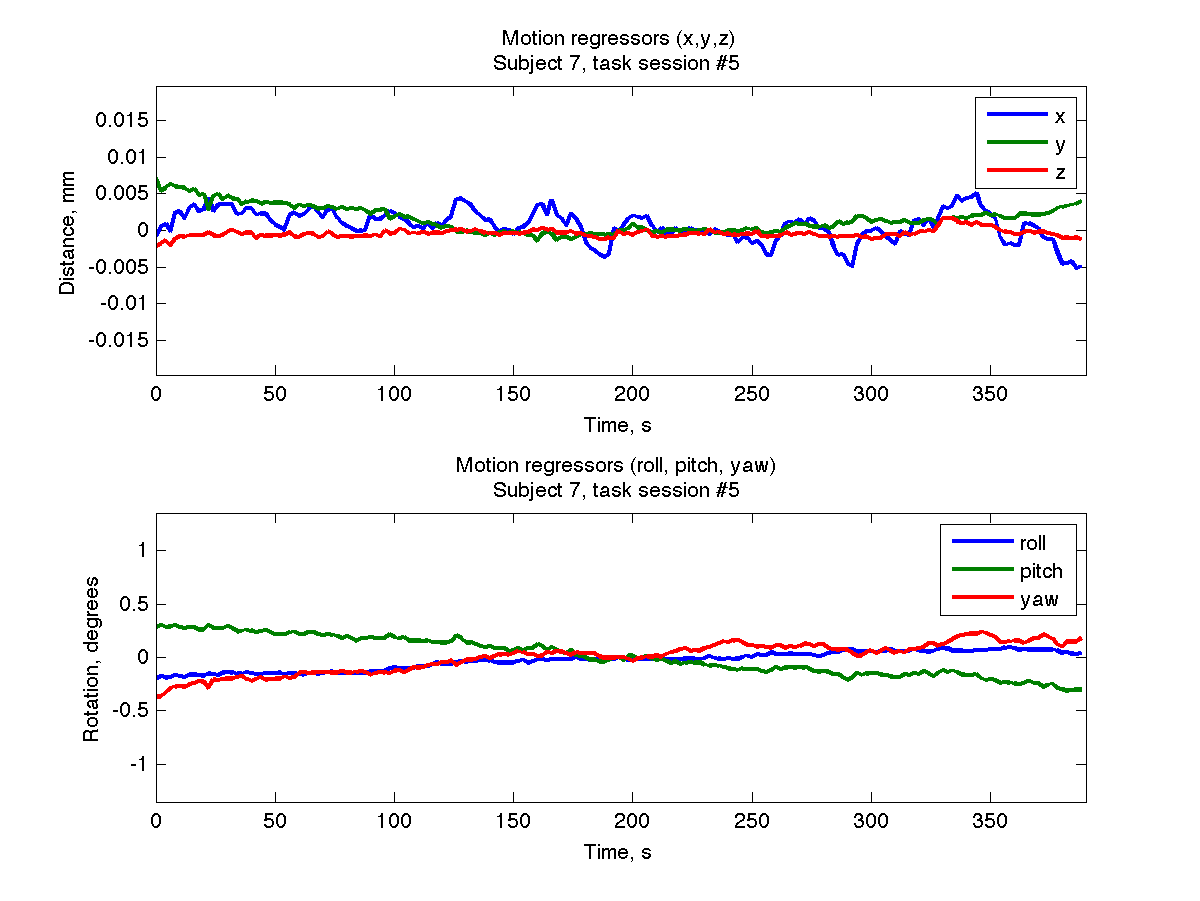 Motion regressors (x,y,z)
Subject 7, task session #5
0.015
0.01
0.005
0
-0.005
-0.01
-0.015
Distance, mm
x
y
z
0 50 100 150 200 250 300 350
Time, s
Motion regressors (roll, pitch, yaw)
Subject 7, task session #5
1
0.5
0
-0.5
-1
Rotation, degrees
roll
pitch
yaw
0 50 100 150 200 250 300 350
Time, s